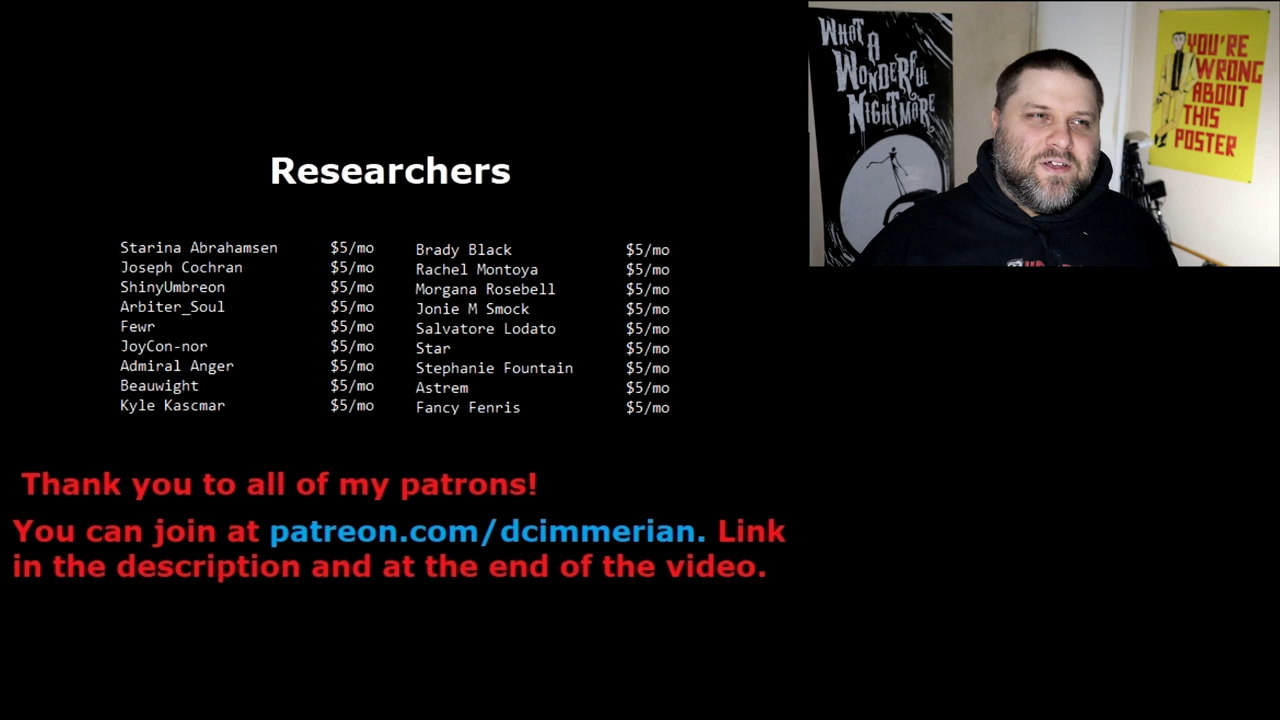 WHAT
A
WONDERFUL
NIGHTMARE
YOU'RE
WRONG
ABOUT
THIS
POSTER
Researchers
Starina Abrahamsen $5/mo
Joseph Cochran $5/mo
ShinyUmbreon $5/mo
Arbiter_Soul $5/mo
Fewr $5/mo
JoyCon-nor $5/mo
Admiral Anger $5/mo
Beauwight $5/mo
Kyle Kascmar $5/mo
Brady Black $5/mo
Rachel Montoya $5/mo
Morgana Rosebell $5/mo
Jonie M Smock $5/mo
Salvatore Lodato $5/mo
Star $5/mo
Stephanie Fountain $5/mo
Astrem $5/mo
Fancy Fenris $5/mo
Thank you to all of my patrons!
You can join at patreon.com/dcimmerian. Link
in the description and at the end of the video.